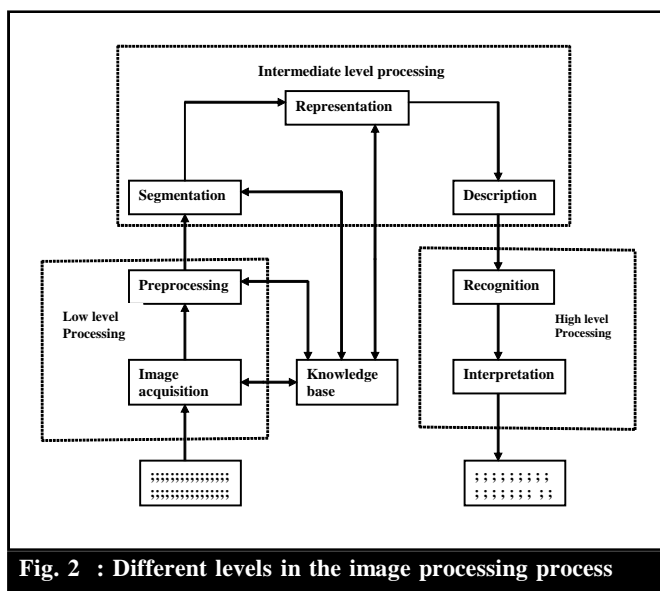 Intermediate level processing
Representation
Segmentation
Description
Preprocessing
Recognition
Low level
Processing
High level
Processing
Image
acquisition
Knowledge
base
Interpretation
;;;;;;;;;;;;;;;;
;;;;;;;;;;;;;;;;
; ; ; ; ; ; ; ; ;
; ; ; ; ; ; ; ; ;
Fig. 2 : Different levels in the image processing process